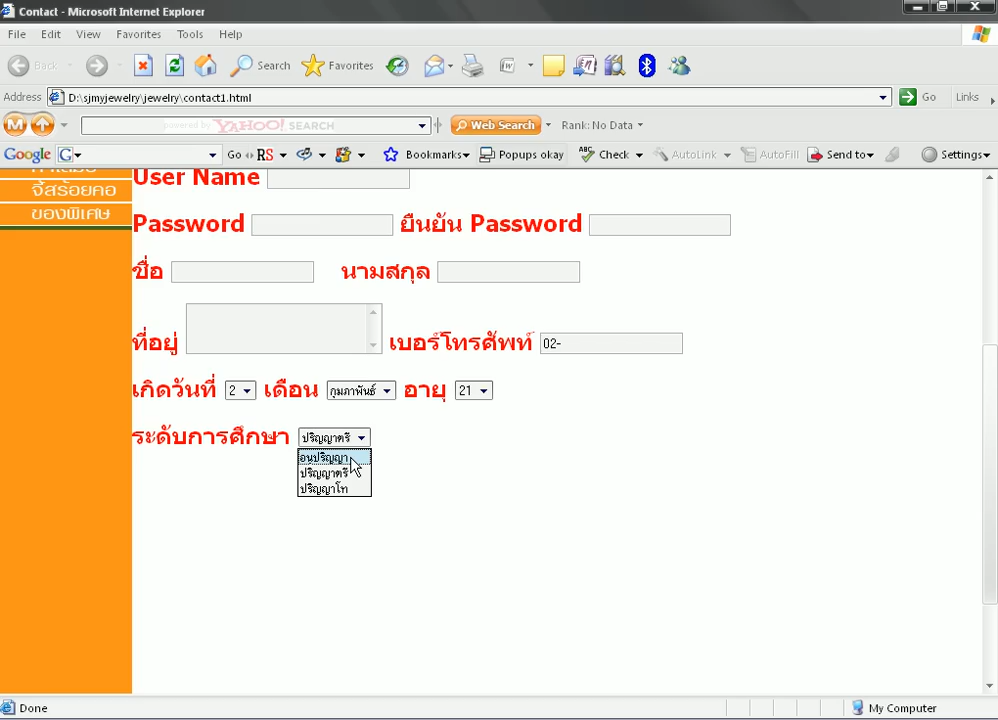 Contact - Microsoft Internet Explorer
File Edit View Favorites Tools Help
Back Search Favorites
Address D:\sjmyjewelry\jewelry\contact1.html Go Links
powered by YAHOO! SEARCH Web Search Rank: No Data
Google G Go RS Bookmarks Popups okay ABC Check AutoLink AutoFill Send to Settings
จี้สร้อยคอ
ของพิเศษ
User Name
Password ยืนยัน Password
ชื่อ นามสกุล
ที่อยู่ เบอร์โทรศัพท์ 02-
เกิดวันที่ 2 เดือน กุมภาพันธ์ อายุ 21
ระดับการศึกษา ปริญญาตรี
อนุปริญญา
ปริญญาตรี
ปริญญาโท
Done My Computer